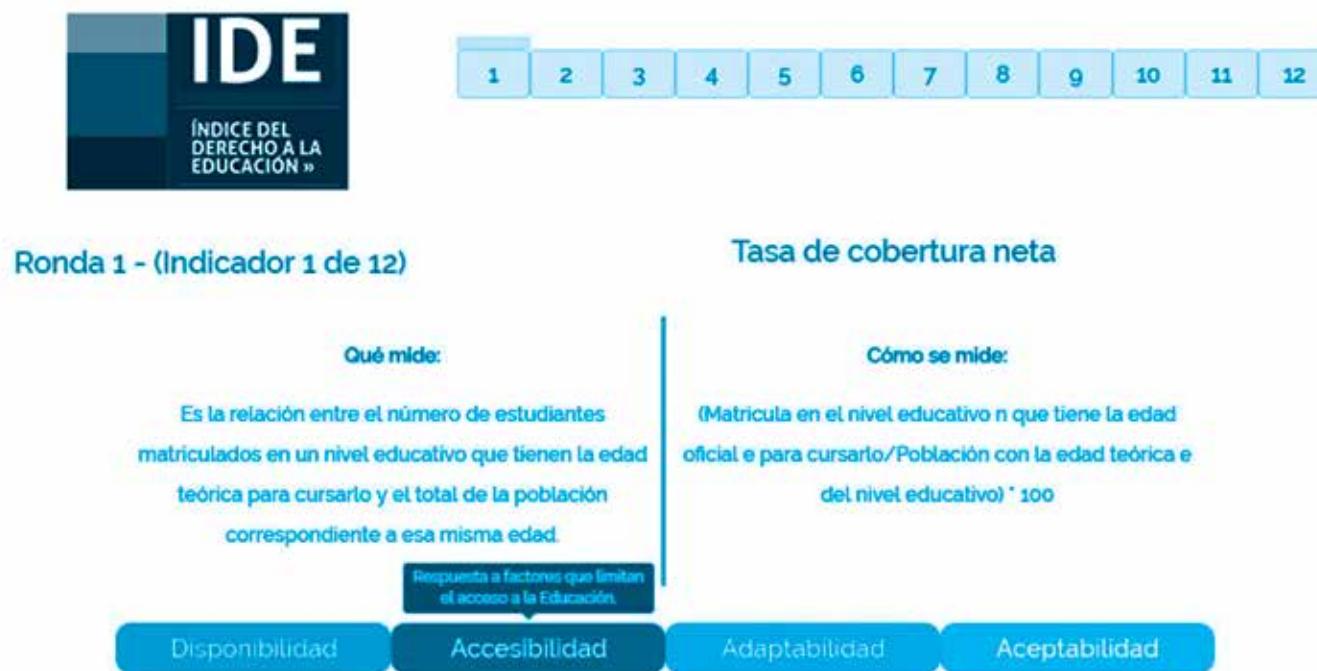 IDE
ÍNDICE DEL
DERECHO A LA
EDUCACIÓN »
1 2 3 4 5 6 7 8 9 10 11 12
Ronda 1 - (Indicador 1 de 12)
Tasa de cobertura neta
Qué mide:
Es la relación entre el número de estudiantes
matriculados en un nivel educativo que tienen la edad
teórica para cursarlo y el total de la población
correspondiente a esa misma edad.
Cómo se mide:
(Matricula en el nivel educativo n que tiene la edad
oficial e para cursarlo/Población con la edad teórica e
del nivel educativo) * 100
Respuesta a factores que limitan
el acceso a la Educación.
Disponibilidad Accesibilidad Adaptabilidad Aceptabilidad